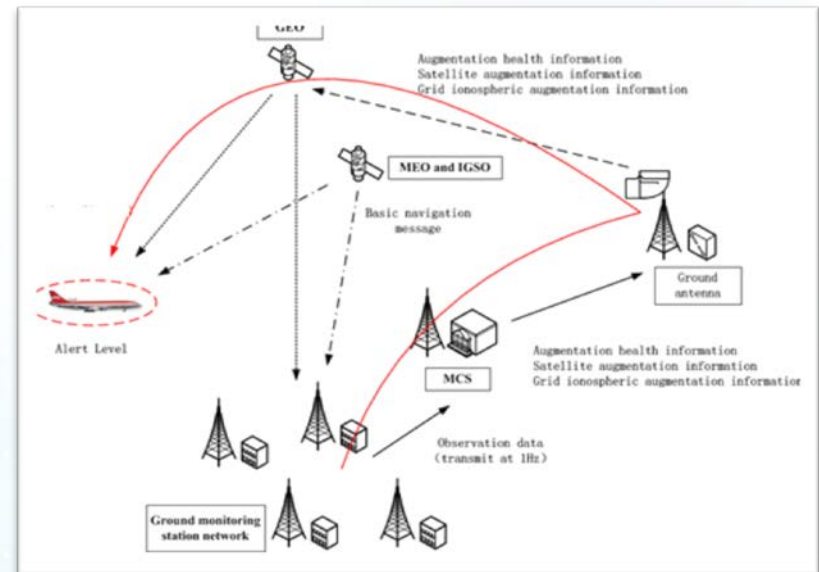 GEO
Augmentation health information
Satellite augmentation information
Grid ionospheric augmentation information
MEO and IGSO
Basic navigation
message
Ground
antenna
Alert Level
MCS
Augmentation health information
Satellite augmentation information
Grid ionospheric augmentation information
Observation data
(transmit at 1Hz)
Ground monitoring
station network